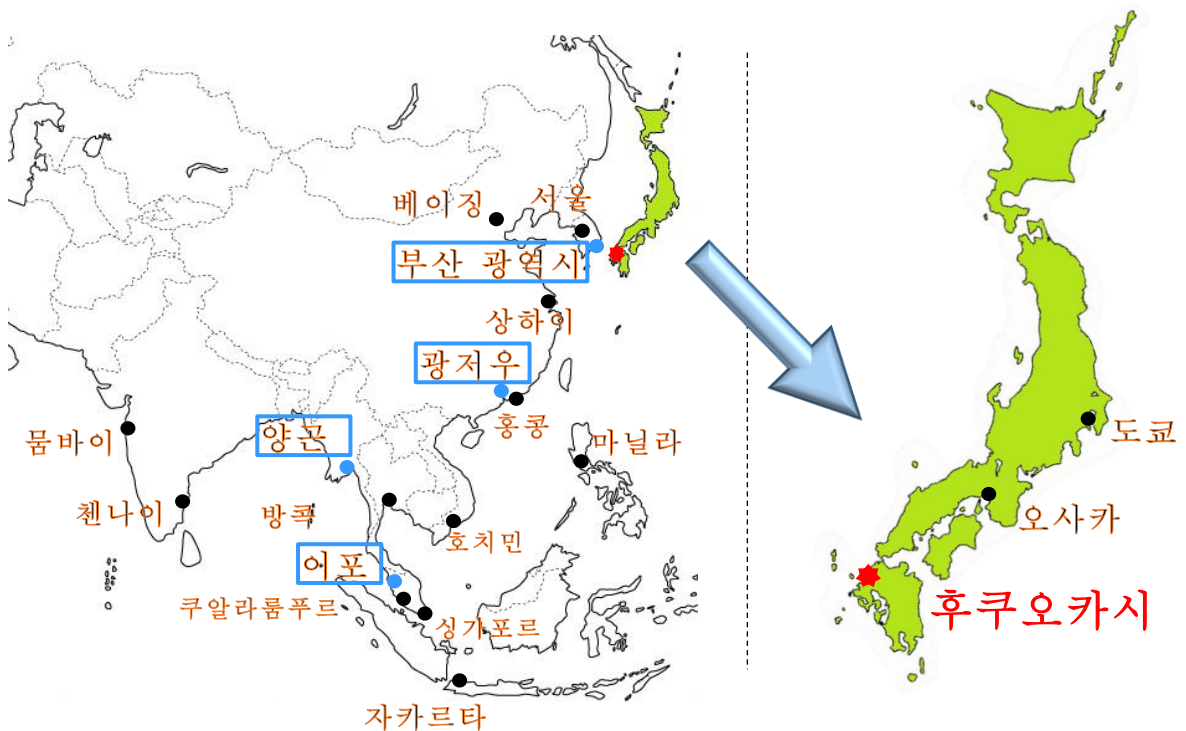 베이징
서울
부산 광역시
상하이
광저우
홍콩
양곤
뭄바이
마닐라
첸나이
방콕
호치민
이포
쿠알라룸푸르
싱가포르
자카르타
도쿄
오사카
후쿠오카시